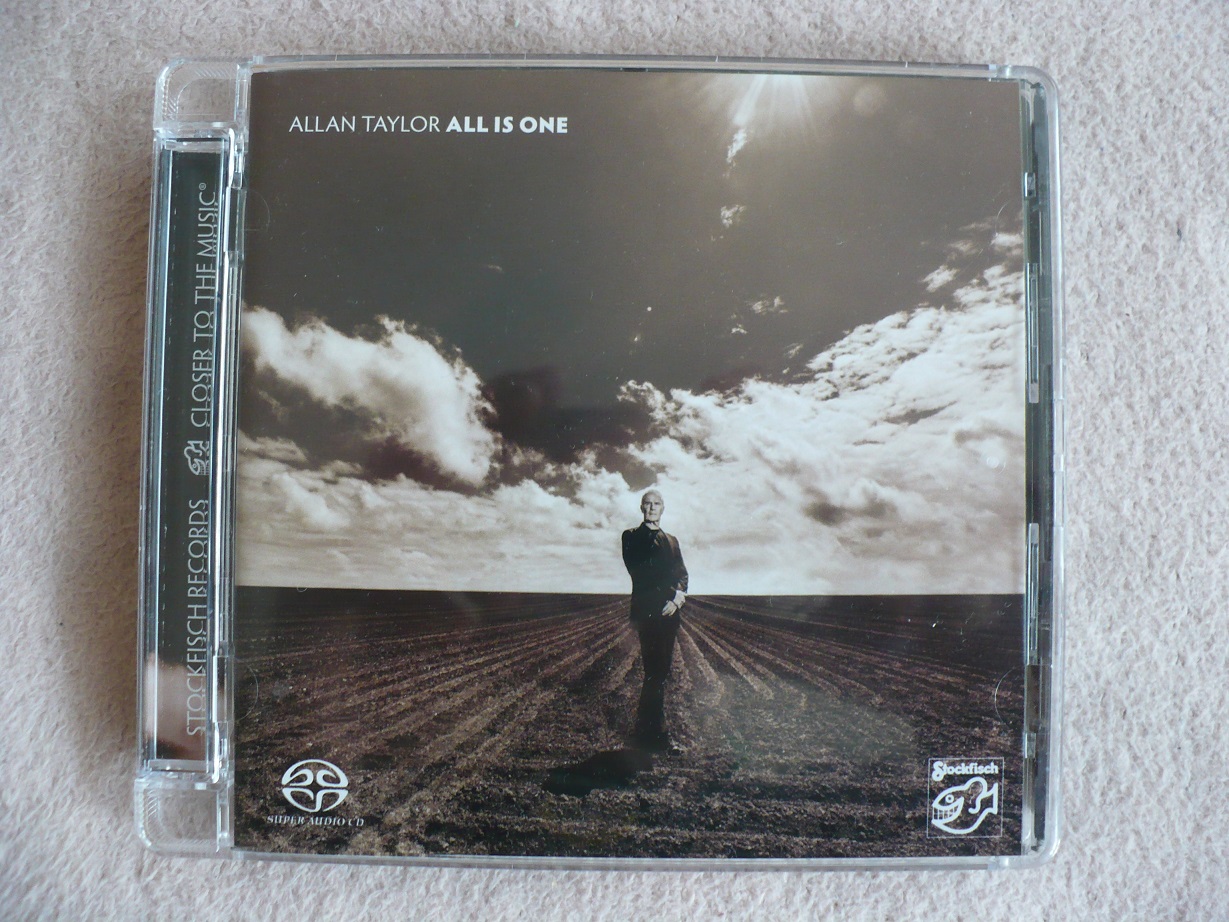 ALLAN TAYLOR ALL IS ONE
STOCKFISCH RECORDS CLOSER TO THE MUSIC®
SUPER AUDIO CD
Stockfisch